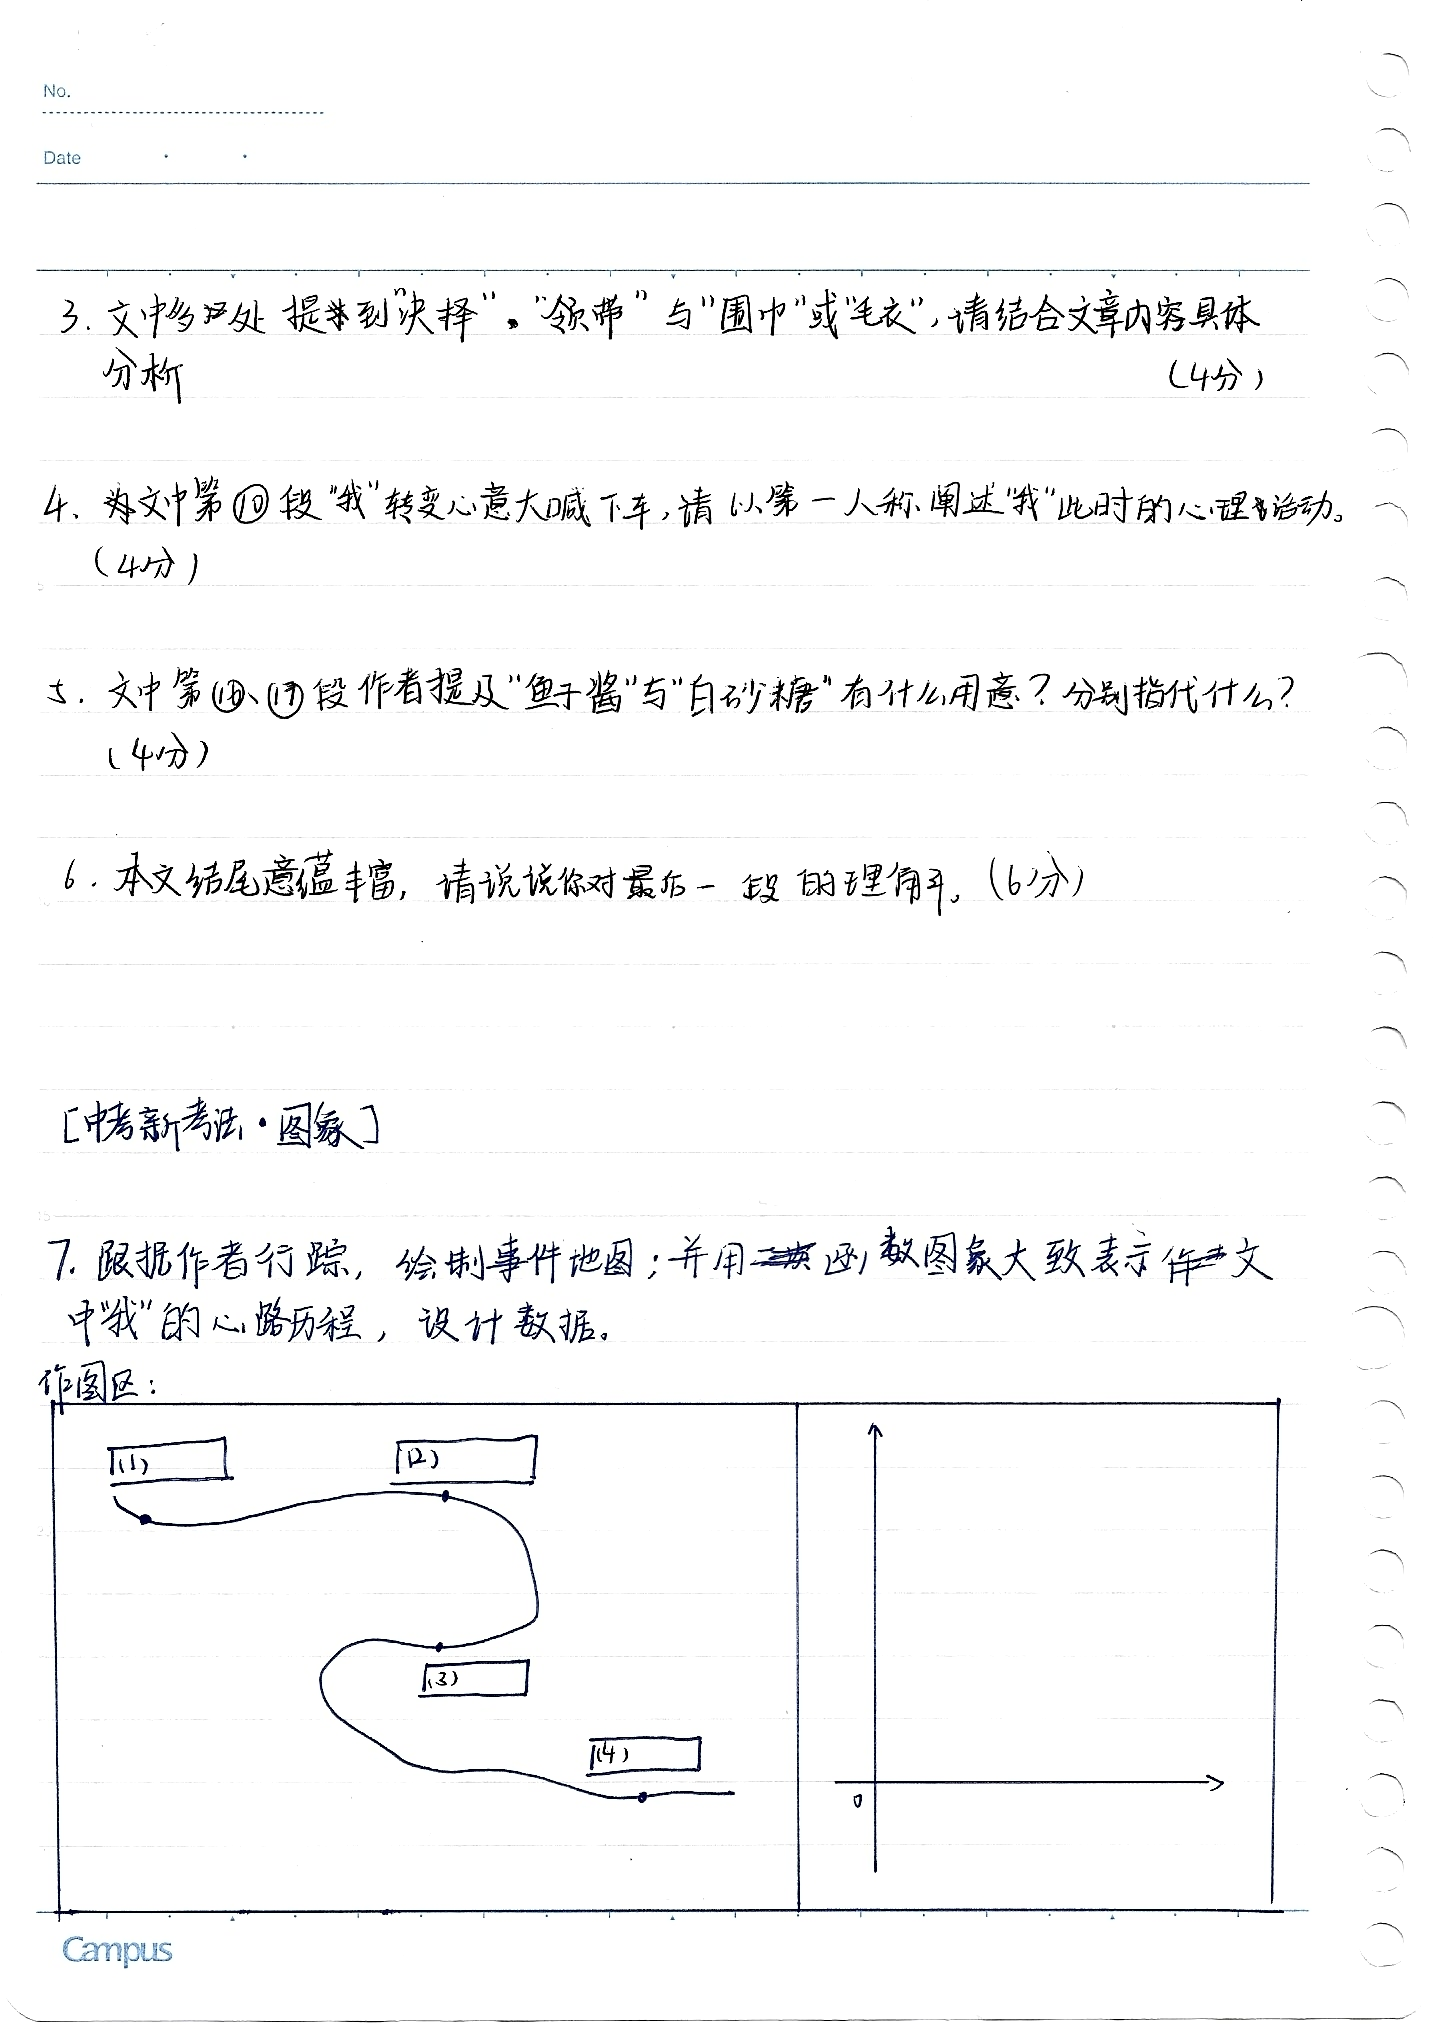 No.
Date
3. 文中多处提到"决择"。"领带"与"围巾"或"毛衣",请结合文章内容具体
分析 (4分)
4. 文中第⑩段"我"转变心意大喊下车,请以第一人称阐述"我"此时的心理活动。
(4分)
5. 文中第⑯、⑰段作者提及"鱼子酱"与"白砂糖"有什么用意?分别指代什么?
(4分)
6. 本文结尾意蕴丰富,请说说你对最后一段的理解。(6分)
[中考新考法·图象]
7. 跟据作者行踪,绘制事件地图;并用函数图象大致表示文
中"我"的心路历程,设计数据。
作图区:
(1) (2)
(3)
(4)
0
Campus